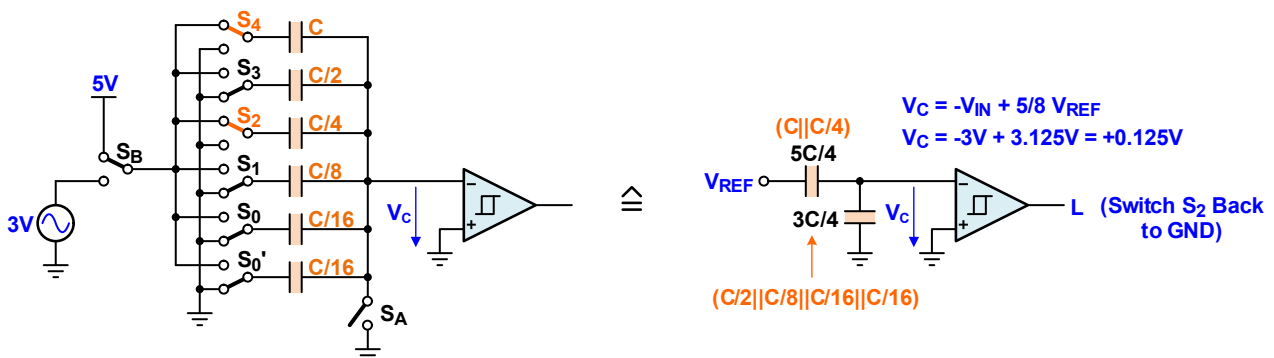 S4
C
S3
C/2
5V
S2
C/4
SB
S1
C/8
3V
S0
C/16
S0'
C/16
VC
−
+
SA
≙
(C||C/4)
5C/4
VREF
3C/4
VC
−
+
(C/2||C/8||C/16||C/16)
VC = -VIN + 5/8 VREF
VC = -3V + 3.125V = +0.125V
L (Switch S2 Back
to GND)